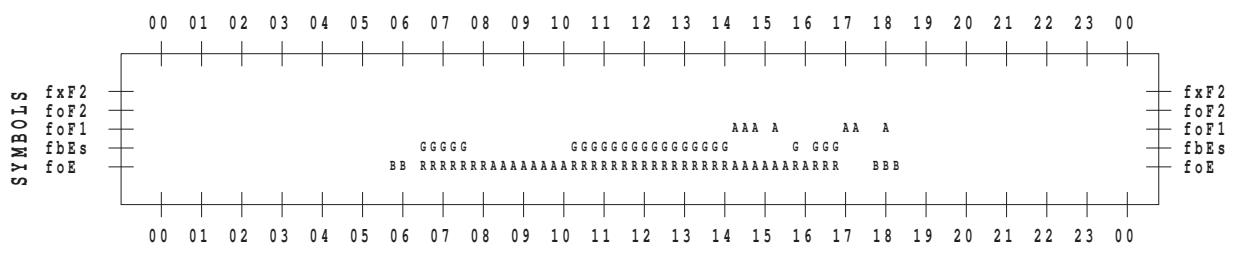 00 01 02 03 04 05 06 07 08 09 10 11 12 13 14 15 16 17 18 19 20 21 22 23 00
SYMBOLS
fxF2 fxF2
foF2 foF2
foF1 AAA A AA A foF1
fbEs GGGGG GGGGGGGGGGGGGGGG G GGG fbEs
foE BB RRRRRRRAAAAAAAARRRRRRRRRRRRRRRRAAAAAARARRR BBB foE
00 01 02 03 04 05 06 07 08 09 10 11 12 13 14 15 16 17 18 19 20 21 22 23 00